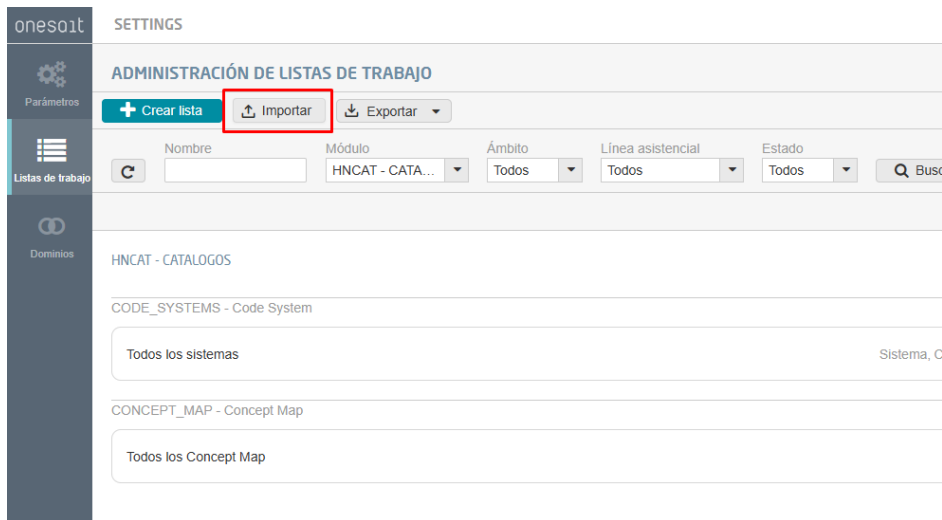 onesait
SETTINGS
Parámetros
Listas de trabajo
Dominios
ADMINISTRACIÓN DE LISTAS DE TRABAJO
Crear lista Importar Exportar
Nombre Módulo Ámbito Línea asistencial Estado
HNCAT - CATA... Todos Todos Todos Busc
HNCAT - CATALOGOS
CODE_SYSTEMS - Code System
Todos los sistemas Sistema, C
CONCEPT_MAP - Concept Map
Todos los Concept Map